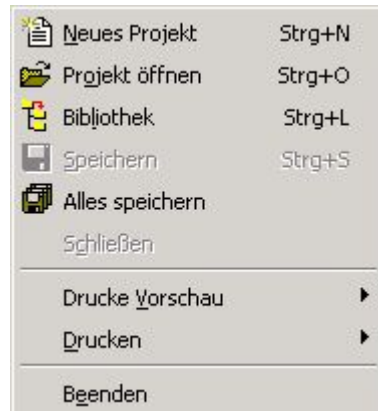 Neues Projekt Strg+N
Projekt öffnen Strg+O
Bibliothek Strg+L
Speichern Strg+S
Alles speichern
Schließen
Drucke Vorschau
Drucken
Beenden